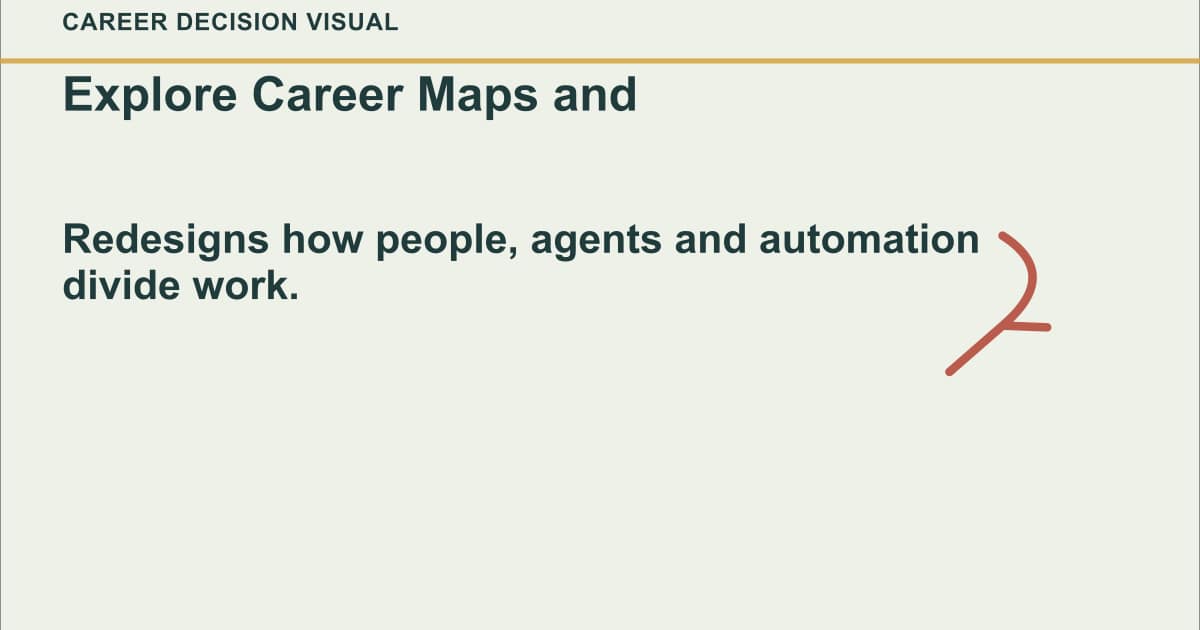 CAREER DECISION VISUAL
Explore Career Maps and
Redesigns how people, agents and automation
divide work.